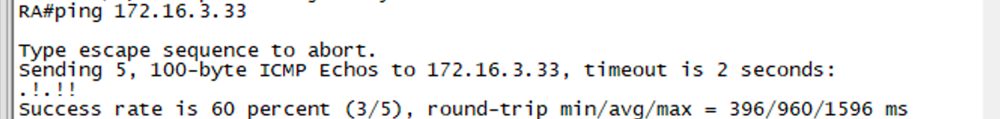 RA#ping 172.16.3.33
Type escape sequence to abort.
Sending 5, 100-byte ICMP Echos to 172.16.3.33, timeout is 2 seconds:
.!.!!
Success rate is 60 percent (3/5), round-trip min/avg/max = 396/960/1596 ms